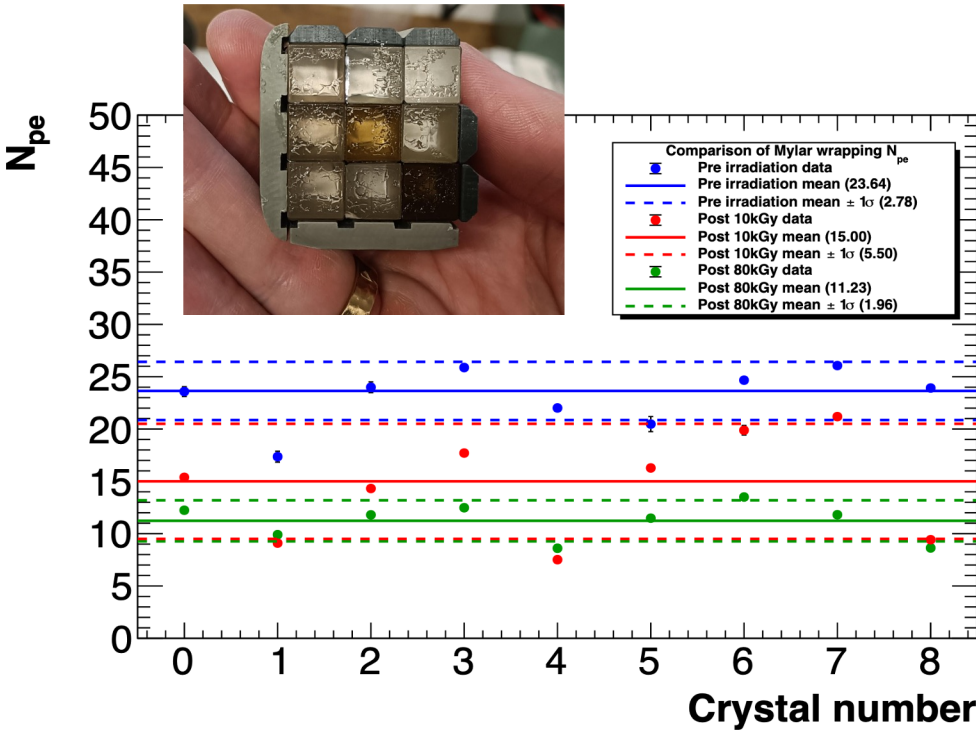 N_pe
50
45
40
35
30
25
20
15
10
5
0
Comparison of Mylar wrapping N_pe
Pre irradiation data
Pre irradiation mean (23.64)
Pre irradiation mean ± 1σ (2.78)
Post 10kGy data
Post 10kGy mean (15.00)
Post 10kGy mean ± 1σ (5.50)
Post 80kGy data
Post 80kGy mean (11.23)
Post 80kGy mean ± 1σ (1.96)
0 1 2 3 4 5 6 7 8
Crystal number